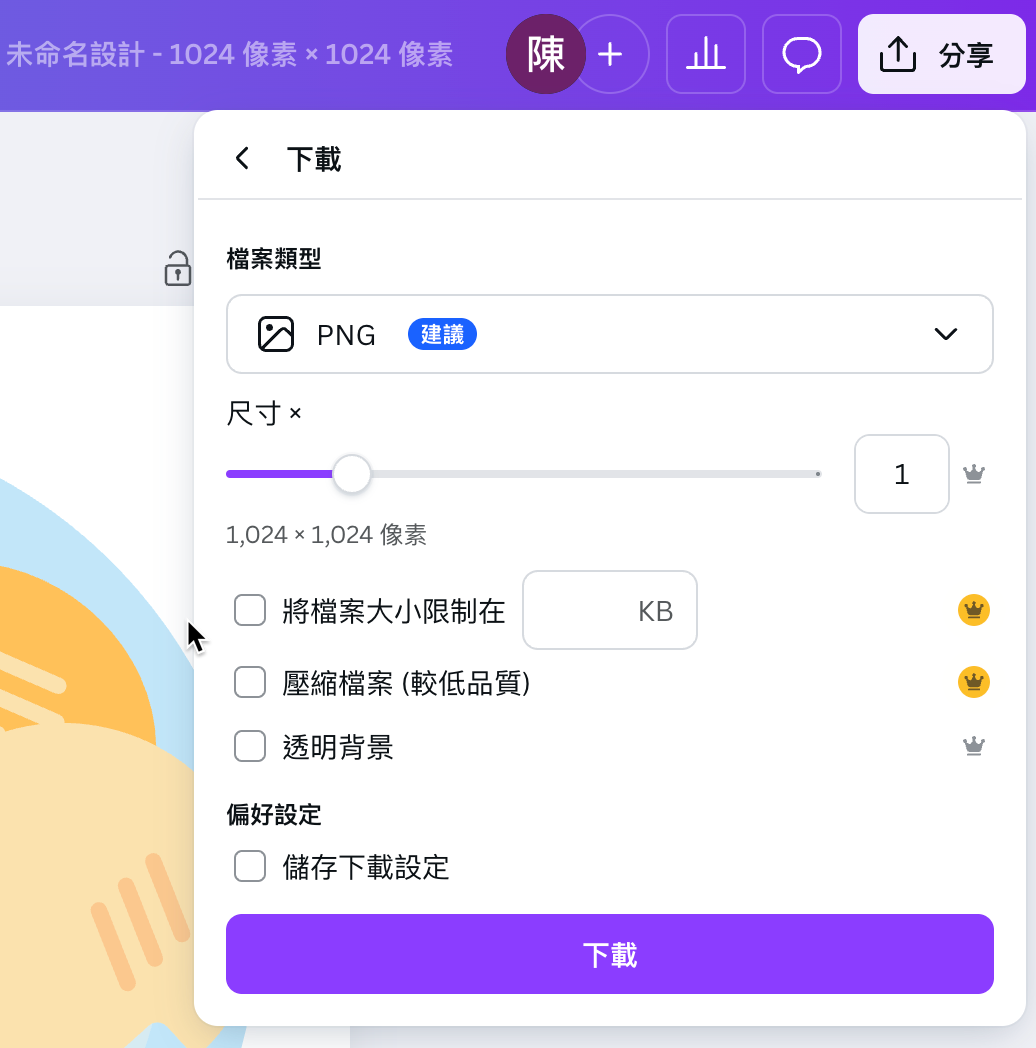 未命名設計 - 1024 像素 × 1024 像素
陳
分享
下載
檔案類型
PNG 建議
尺寸 ×
1
1,024 × 1,024 像素
將檔案大小限制在 KB
壓縮檔案 (較低品質)
透明背景
偏好設定
儲存下載設定
下載